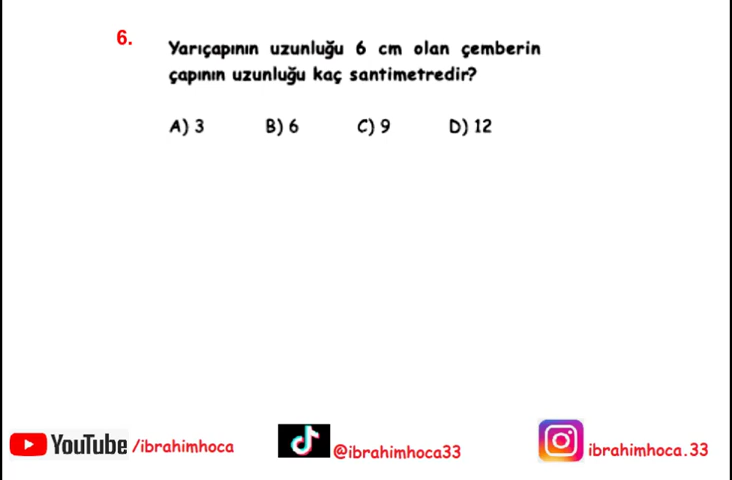 6.
Yarıçapının uzunluğu 6 cm olan çemberin
çapının uzunluğu kaç santimetredir?
A) 3 B) 6 C) 9 D) 12
YouTube /ibrahimhoca @ibrahimhoca33 ibrahimhoca.33